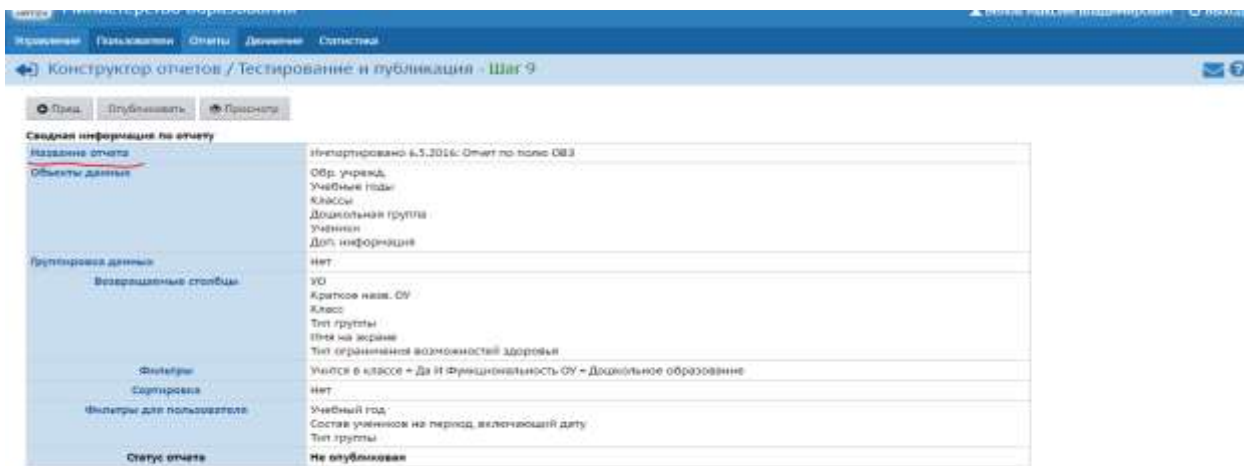 Министерство образования
Управление Пользователи Отчеты Движение Статистика
Конструктор отчетов / Тестирование и публикация - Шаг 9
Пред. Опубликовать Просмотр
Сводная информация по отчету
Название отчета Импортировано 6.5.2016: Отчет по полю ОВЗ
Объекты данных Обр. учрежд.
Учебные годы
Классы
Дошкольная группа
Ученики
Доп. информация
Группировка данных Нет
Возвращаемые столбцы УО
Краткое назв. ОУ
Класс
Тип группы
Имя на экране
Тип ограничения возможностей здоровья
Фильтры Учится в классе = Да И Функциональность ОУ = Дошкольное образование
Сортировка Нет
Фильтры для пользователя Учебный год
Состав учеников на период, включающий дату
Тип группы
Статус отчета Не опубликован